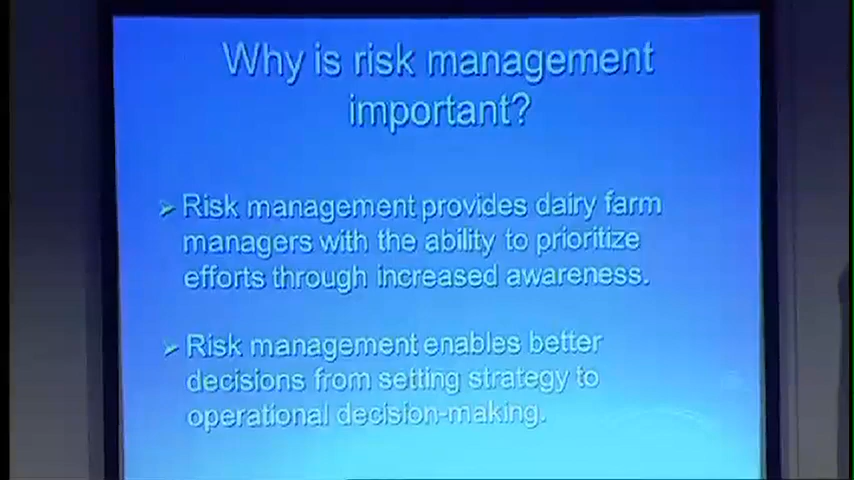 Why is risk management
important?
➢ Risk management provides dairy farm
managers with the ability to prioritize
efforts through increased awareness.
➢ Risk management enables better
decisions from setting strategy to
operational decision-making.